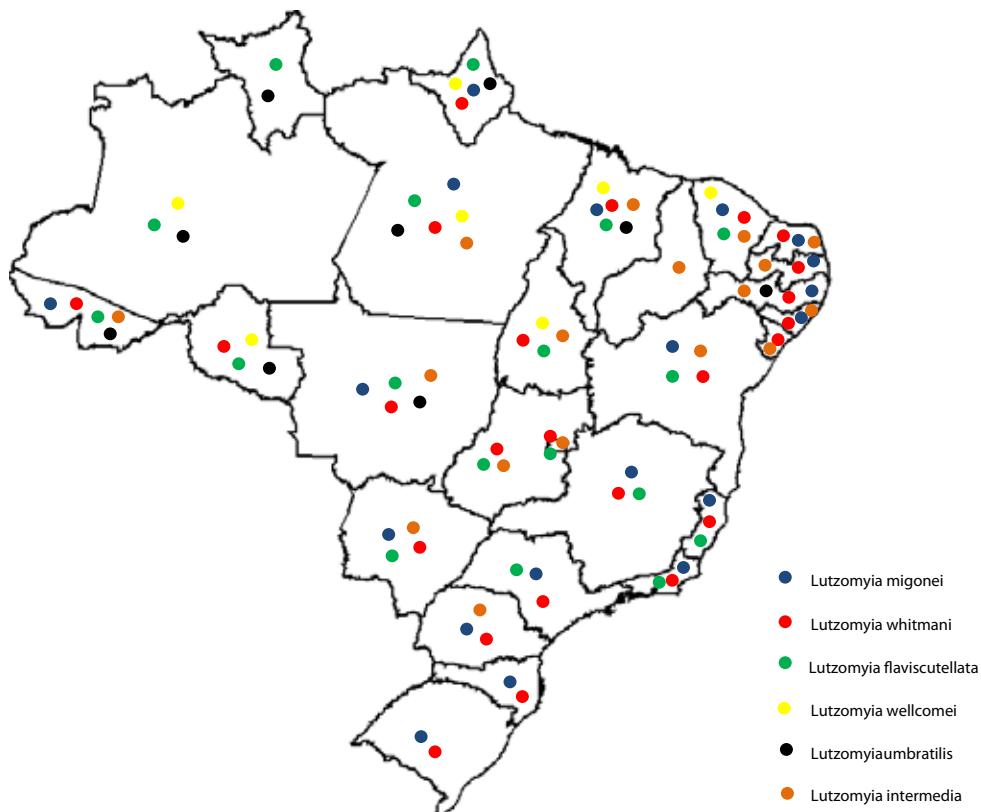 Lutzomyia migonei
Lutzomyia whitmani
Lutzomyia flaviscutellata
Lutzomyia wellcomei
Lutzomyiaumbratilis
Lutzomyia intermedia